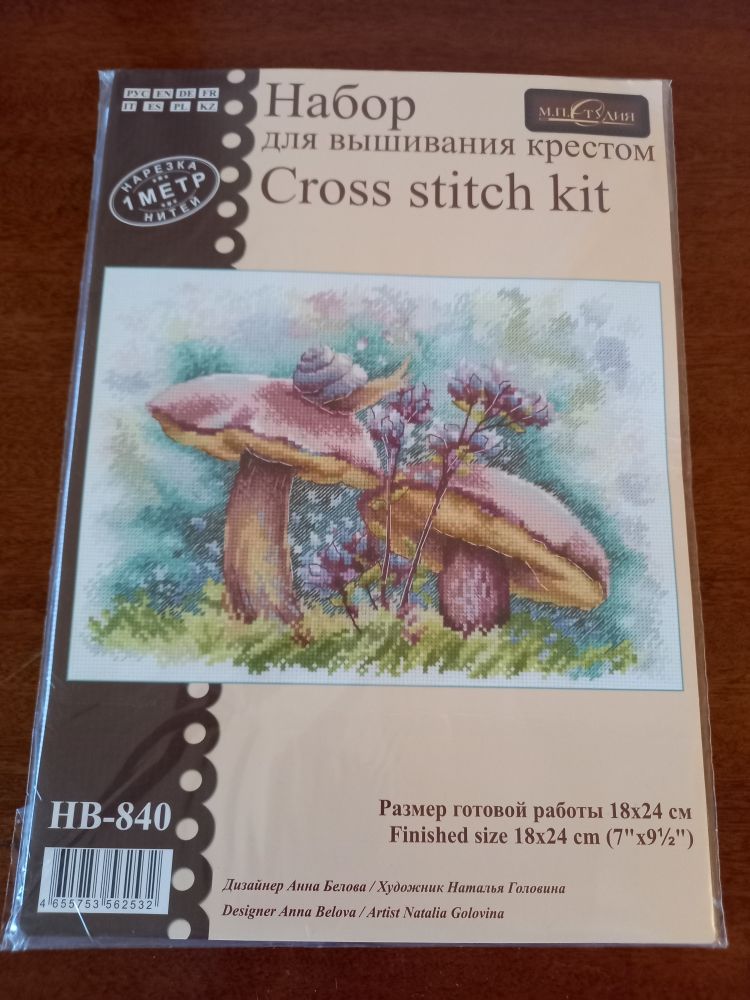 РУС EN DE FR
IT ES PL KZ
Набор
для вышивания крестом
Cross stitch kit
М.П.СТУДИЯ
НАРЕЗКА
1 МЕТР
НИТЕЙ
НВ-840
4 655753 562532
Размер готовой работы 18х24 см
Finished size 18x24 cm (7"x9½")
Дизайнер Анна Белова / Художник Наталья Головина
Designer Anna Belova / Artist Natalia Golovina